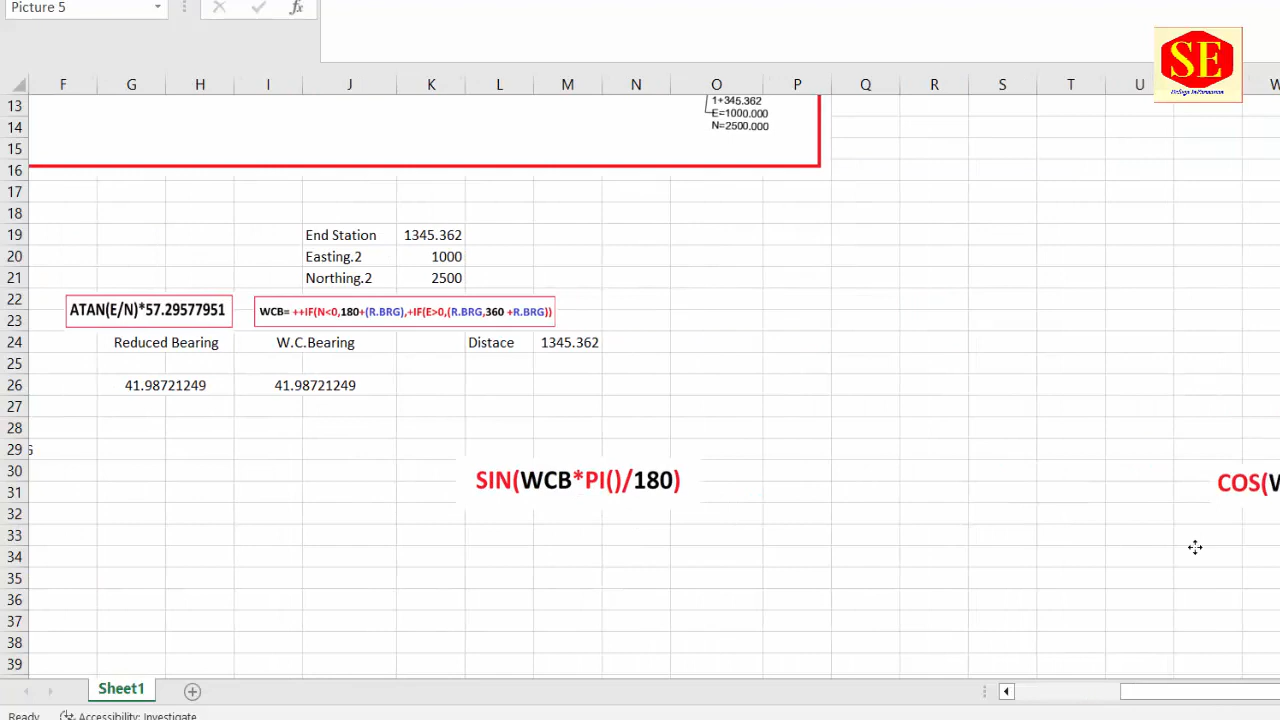 Picture 5
fx
SE
F G H I J K L M N O P Q R S T U W
13
1+345.362
E=1000.000
14
N=2500.000
15
16
17
18
19 End Station 1345.362
20 Easting.2 1000
21 Northing.2 2500
22
ATAN(E/N)*57.29577951 WCB= ++IF(N<0,180+(R.BRG),+IF(E>0,(R.BRG,360 +R.BRG))
23
24 Reduced Bearing W.C.Bearing Distace 1345.362
25
26 41.98721249 41.98721249
27
28
29 6
30
SIN(WCB*PI()/180) COS(W
31
32
33
34
35
36
37
38
39
Sheet1
Ready Accessibility: Investigate